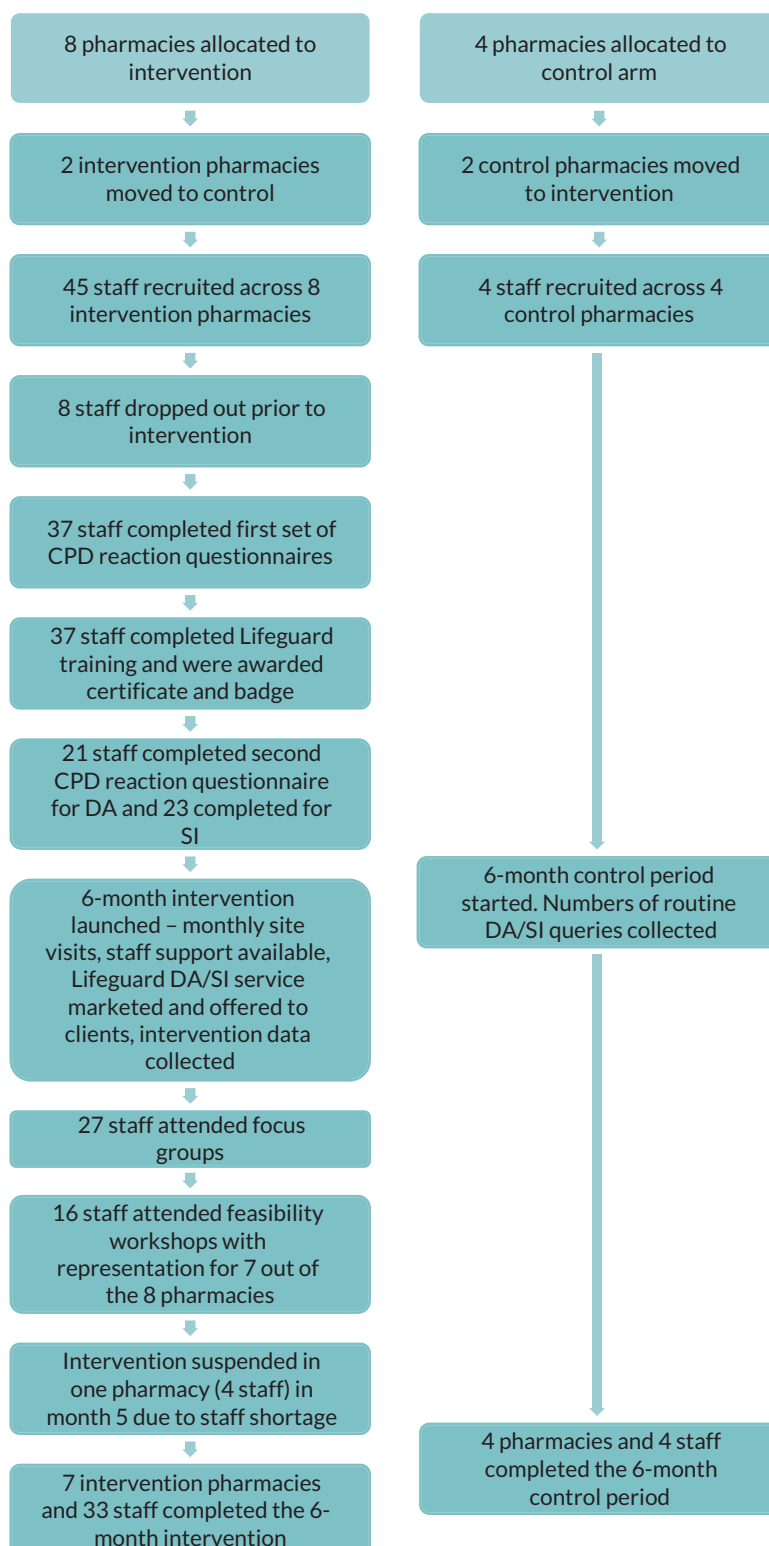 8 pharmacies allocated to
intervention
2 intervention pharmacies
moved to control
45 staff recruited across 8
intervention pharmacies
8 staff dropped out prior to
intervention
37 staff completed first set of
CPD reaction questionnaires
37 staff completed Lifeguard
training and were awarded
certificate and badge
21 staff completed second
CPD reaction questionnaire
for DA and 23 completed for
SI
6-month intervention
launched – monthly site
visits, staff support available,
Lifeguard DA/SI service
marketed and offered to
clients, intervention data
collected
27 staff attended focus
groups
16 staff attended feasibility
workshops with
representation for 7 out of
the 8 pharmacies
Intervention suspended in
one pharmacy (4 staff) in
month 5 due to staff shortage
7 intervention pharmacies
and 33 staff completed the 6-
month intervention
4 pharmacies allocated to
control arm
2 control pharmacies moved
to intervention
4 staff recruited across 4
control pharmacies
6-month control period
started. Numbers of routine
DA/SI queries collected
4 pharmacies and 4 staff
completed the 6-month
control period